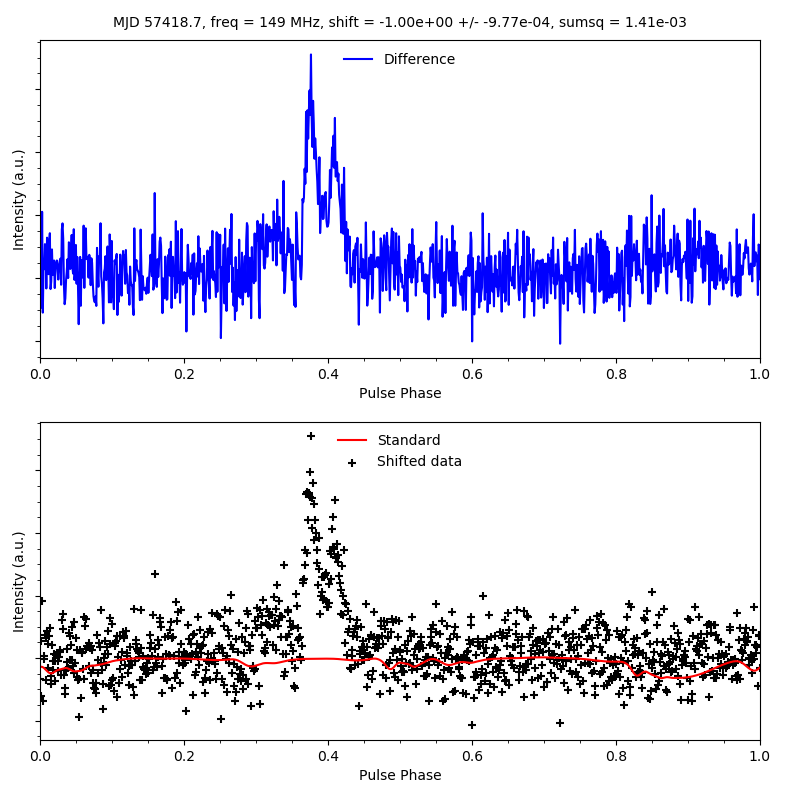 MJD 57418.7, freq = 149 MHz, shift = -1.00e+00 +/- -9.77e-04, sumsq = 1.41e-03
Difference
Intensity (a.u.)
0.0 0.2 0.4 0.6 0.8 1.0
Pulse Phase
Standard
Shifted data
Intensity (a.u.)
0.0 0.2 0.4 0.6 0.8 1.0
Pulse Phase